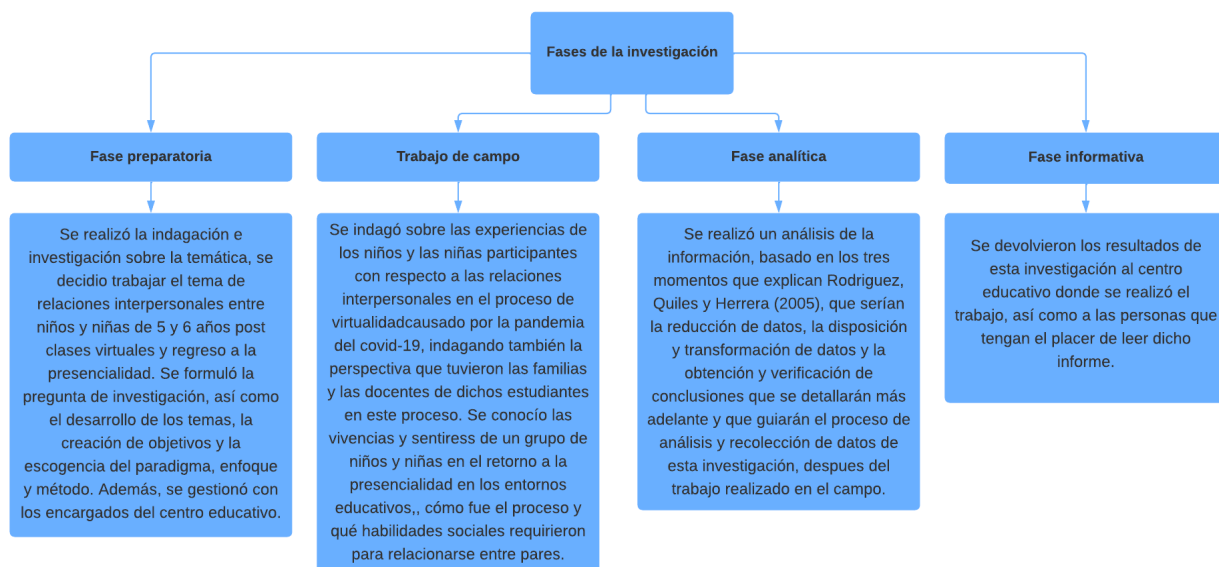 Fases de la investigación
Fase preparatoria
Se realizó la indagación e
investigación sobre la temática, se
decidio trabajar el tema de
relaciones interpersonales entre
niños y niñas de 5 y 6 años post
clases virtuales y regreso a la
presencialidad. Se formuló la
pregunta de investigación, así como
el desarrollo de los temas, la
creación de objetivos y la
escogencia del paradigma, enfoque
y método. Además, se gestionó con
los encargados del centro educativo.
Trabajo de campo
Se indagó sobre las experiencias de
los niños y las niñas participantes
con respecto a las relaciones
interpersonales en el proceso de
virtualidadcausado por la pandemia
del covid-19, indagando también la
perspectiva que tuvieron las familias
y las docentes de dichos estudiantes
en este proceso. Se conocío las
vivencias y sentiress de un grupo de
niños y niñas en el retorno a la
presencialidad en los entornos
educativos,, cómo fue el proceso y
qué habilidades sociales requirieron
para relacionarse entre pares.
Fase analítica
Se realizó un análisis de la
información, basado en los tres
momentos que explican Rodriguez,
Quiles y Herrera (2005), que serían
la reducción de datos, la disposición
y transformación de datos y la
obtención y verificación de
conclusiones que se detallarán más
adelante y que guiarán el proceso de
análisis y recolección de datos de
esta investigación, despues del
trabajo realizado en el campo.
Fase informativa
Se devolvieron los resultados de
esta investigación al centro
educativo donde se realizó el
trabajo, así como a las personas que
tengan el placer de leer dicho
informe.